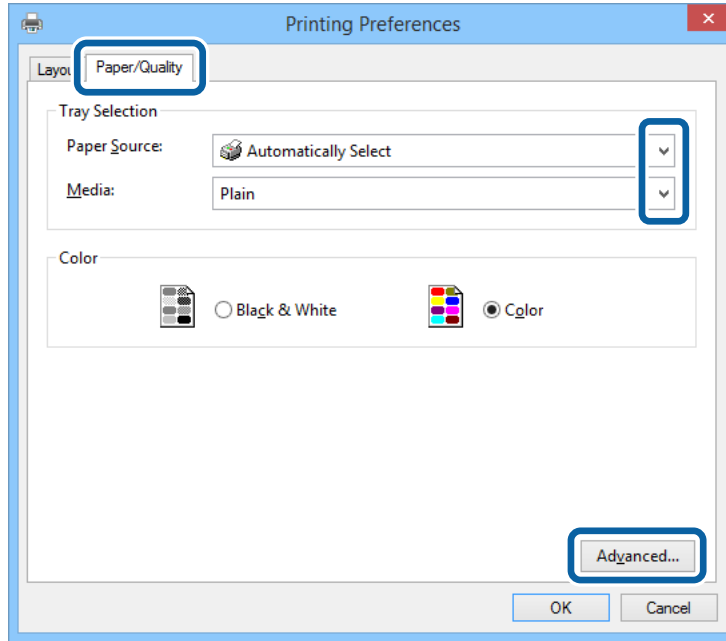 Printing Preferences
Layou
Paper/Quality
Tray Selection
Paper Source:
Automatically Select
Media:
Plain
Color
Black & White
Color
Advanced...
OK
Cancel